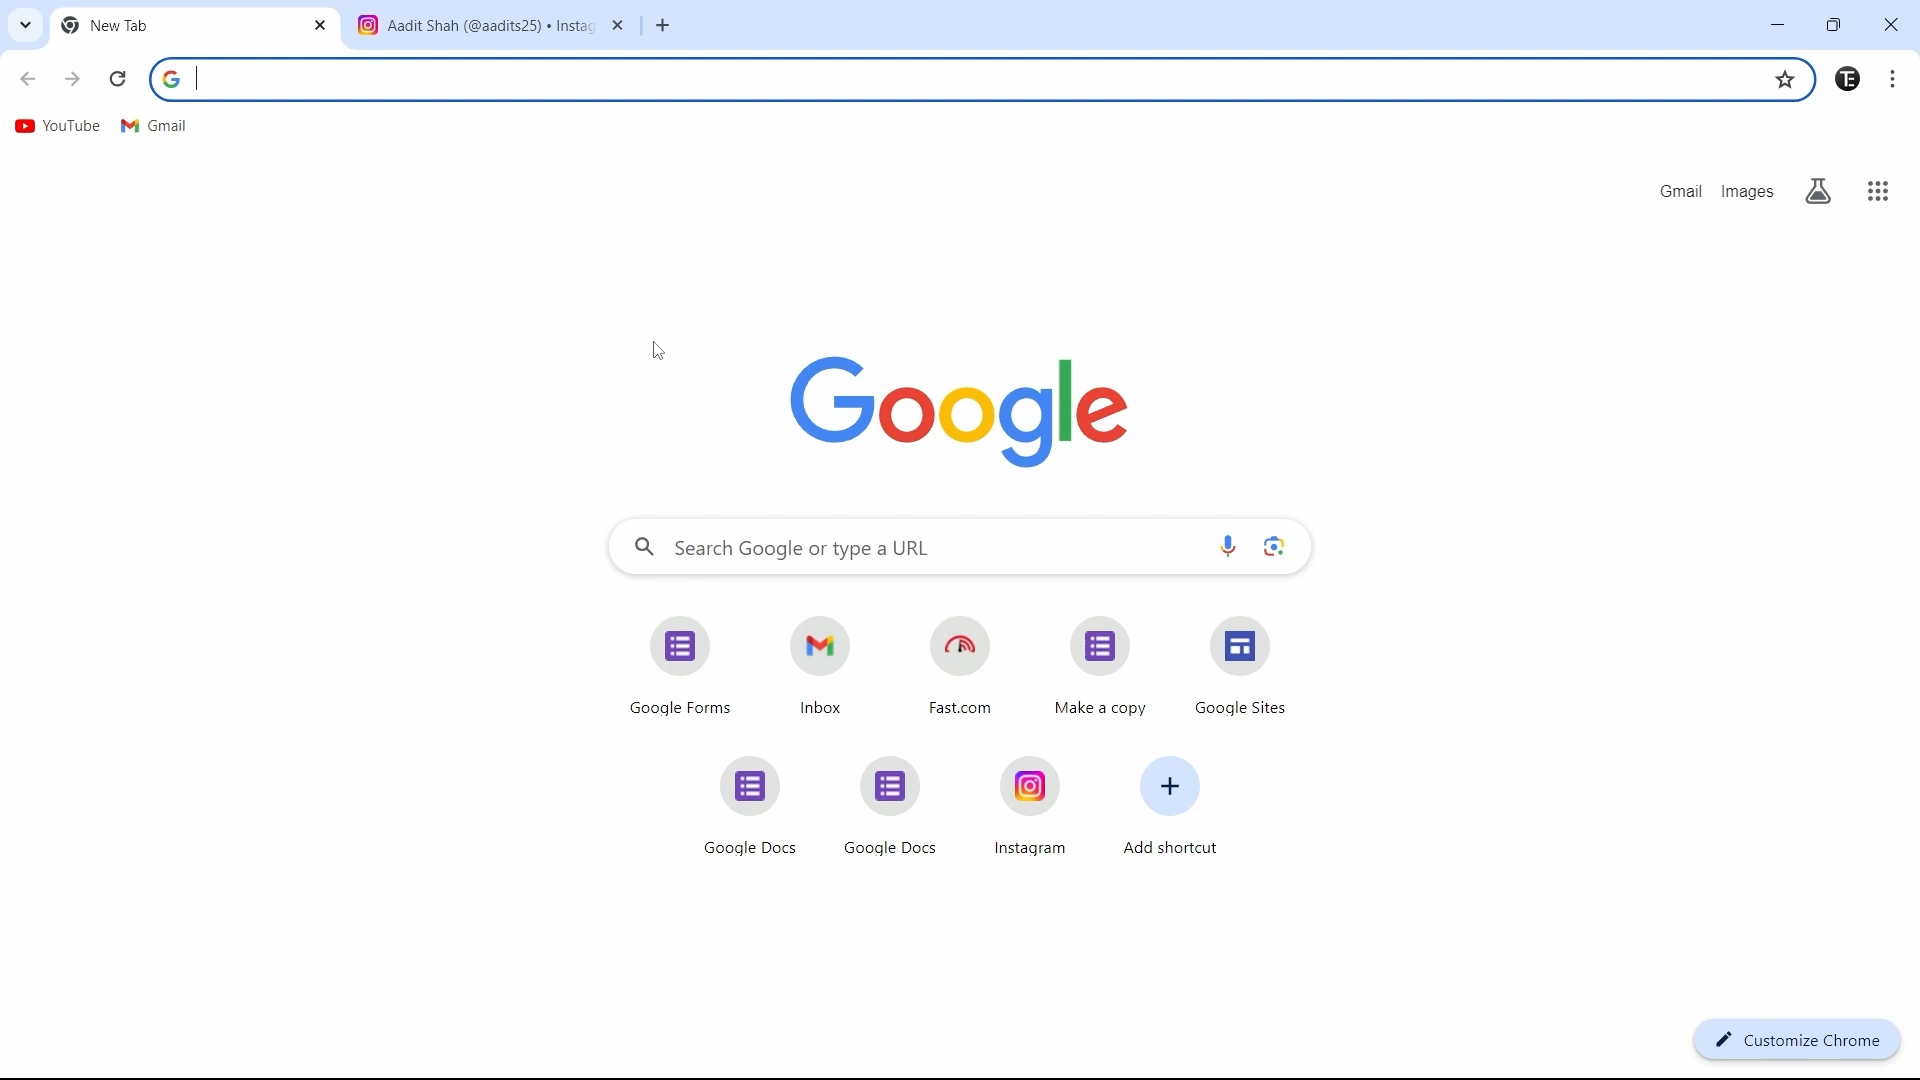 New Tab
Aadit Shah (@aadits25) • Instag
YouTube
Gmail
Gmail Images
Google
Search Google or type a URL
Google Forms
Inbox
Fast.com
Make a copy
Google Sites
Google Docs
Google Docs
Instagram
Add shortcut
Customize Chrome